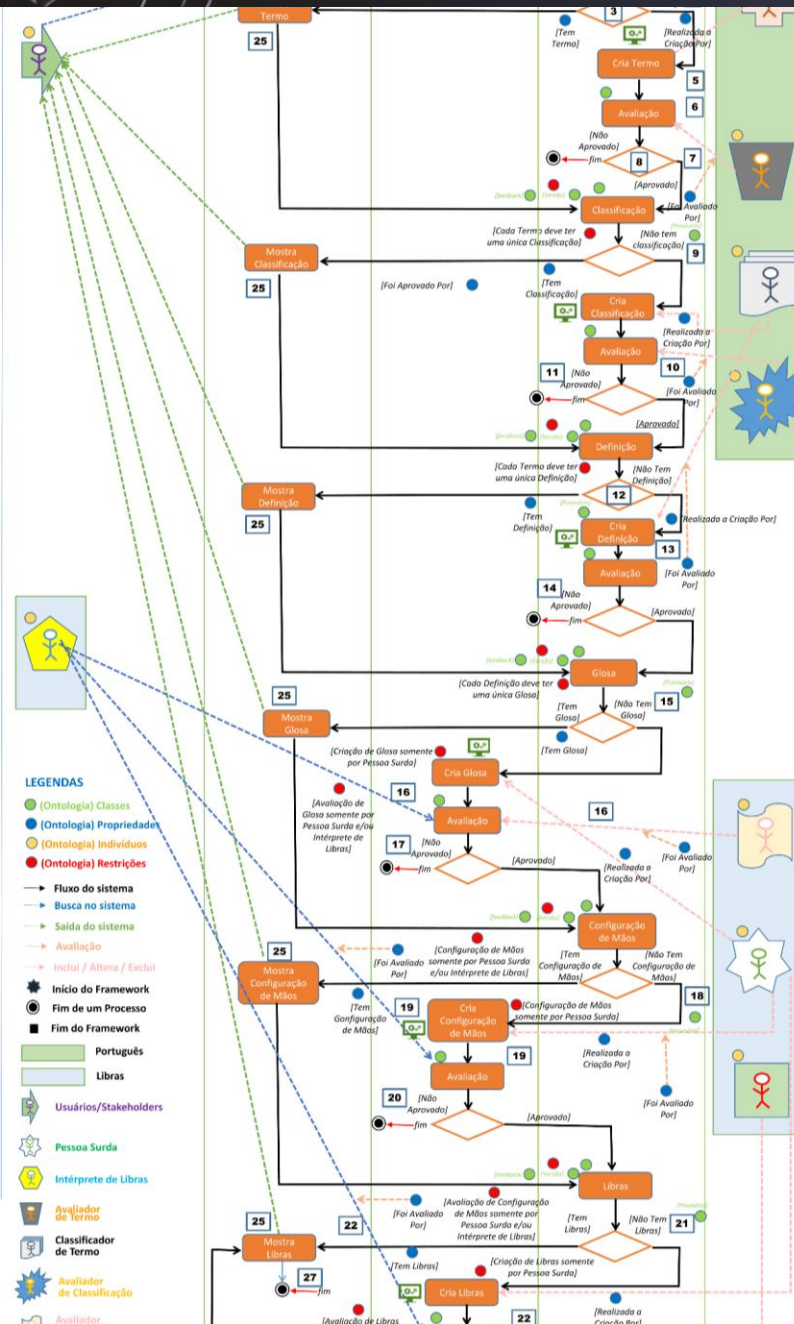 Termo
25
3
[Tem
Termo]
[Realizada a
Criação Por]
Cria Termo
5
Avaliação
6
[Não
Aprovado]
fim
8
7
[Aprovado]
[Foi Avaliado
Por]
Classificação
[Cada Termo deve ter
uma única Classificação]
[Não tem
classificação]
9
Mostra
Classificação
25
[Foi Aprovado Por]
[Tem
Classificação]
Cria
Classificação
[Realizada a
Criação Por]
Avaliação
10
11
[Não
Aprovado]
fim
[Foi Avaliado
Por]
[Aprovado]
Definição
[Cada Termo deve ter
uma única Definição]
[Não Tem
Definição]
12
Mostra
Definição
25
[Tem
Definição]
Cria
Definição
[Realizada a Criação Por]
13
Avaliação
14
[Não
Aprovado]
fim
[Foi Avaliado
Por]
[Aprovado]
Glosa
[Cada Definição deve ter
uma única Glosa]
15
25
Mostra
Glosa
[Tem
Glosa]
[Não Tem
Glosa]
[Tem Glosa]
[Criação de Glosa somente
por Pessoa Surda]
Cria Glosa
[Avaliação de
Glosa somente por
Pessoa Surda e/ou
Intérprete de
Libras]
16
Avaliação
16
17
[Não
Aprovado]
fim
[Aprovado]
[Realizada a
Criação Por]
[Foi Avaliado
Por]
Configuração
de Mãos
25
Mostra
Configuração
de Mãos
[Foi Avaliado
Por]
[Configuração de Mãos
somente por Pessoa Surda
e/ou Intérprete de Libras]
[Tem
Configuração de
Mãos]
[Não Tem
Configuração de
Mãos]
[Tem
Gonfiguração
de Mãos]
19
Cria
Configuração
de Mãos
[Configuração de Mãos
somente por Pessoa Surda]
18
19
Avaliação
[Realizada a
Criação Por]
[Foi Avaliado
Por]
20
[Não
Aprovado]
fim
[Aprovado]
Libras
25
22
Mostra
Libras
[Foi Avaliado
Por]
[Avaliação de Configuração
de Mãos somente por
Pessoa Surda e/ou
Intérprete de Libras]
[Tem
Libras]
[Não Tem
Libras]
21
27
fim
[Tem Libras]
[Criação de Libras somente
por Pessoa Surda]
Cria Libras
[Avaliação de Libras
22
[Realizada a
Criação Por]
LEGENDAS
(Ontologia) Classes
(Ontologia) Propriedades
(Ontologia) Indivíduos
(Ontologia) Restrições
Fluxo do sistema
Busca no sistema
Saída do sistema
Avaliação
Inclui / Altera / Exclui
Início do Framework
Fim de um Processo
Fim do Framework
Português
Libras
Usuários/Stakeholders
Pessoa Surda
Intérprete de Libras
Avaliador
de Termo
Classificador
de Termo
Avaliador
de Classificação
Avaliador